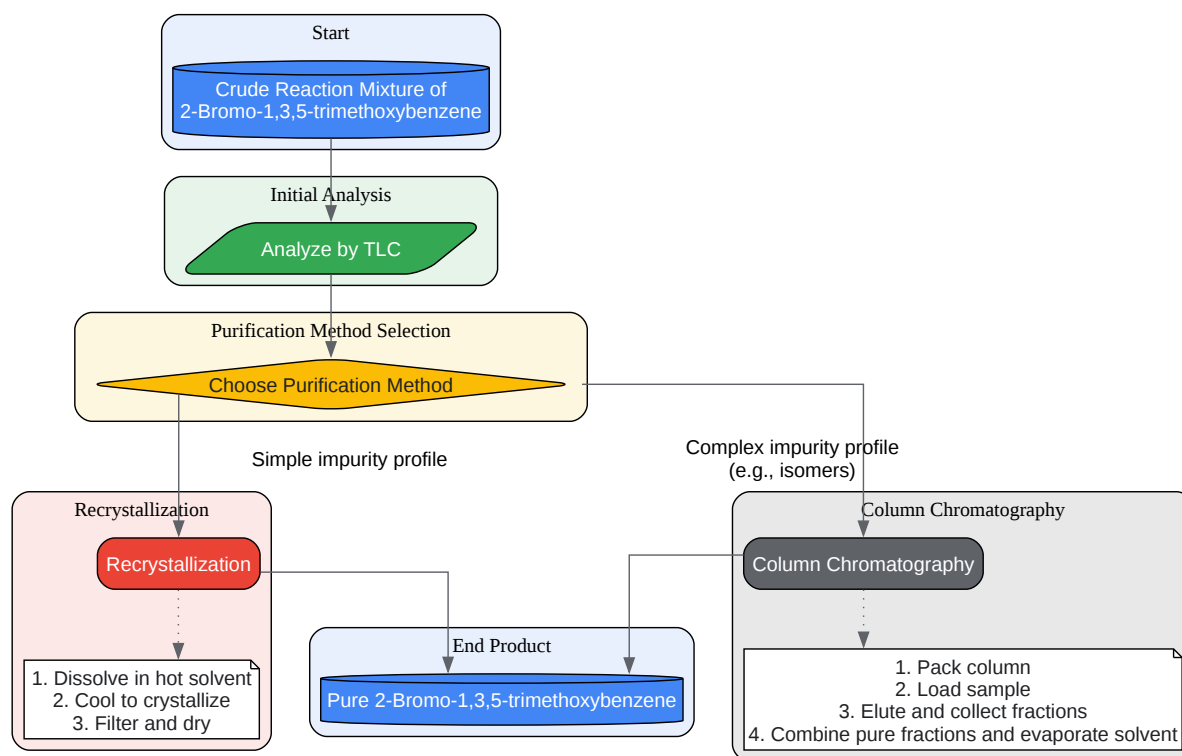 Start
Crude Reaction Mixture of
2-Bromo-1,3,5-trimethoxybenzene
Initial Analysis
Analyze by TLC
Purification Method Selection
Choose Purification Method
Simple impurity profile
Complex impurity profile
(e.g., isomers)
Recrystallization
Recrystallization
1. Dissolve in hot solvent
2. Cool to crystallize
3. Filter and dry
Column Chromatography
Column Chromatography
1. Pack column
2. Load sample
3. Elute and collect fractions
4. Combine pure fractions and evaporate solvent
End Product
Pure 2-Bromo-1,3,5-trimethoxybenzene